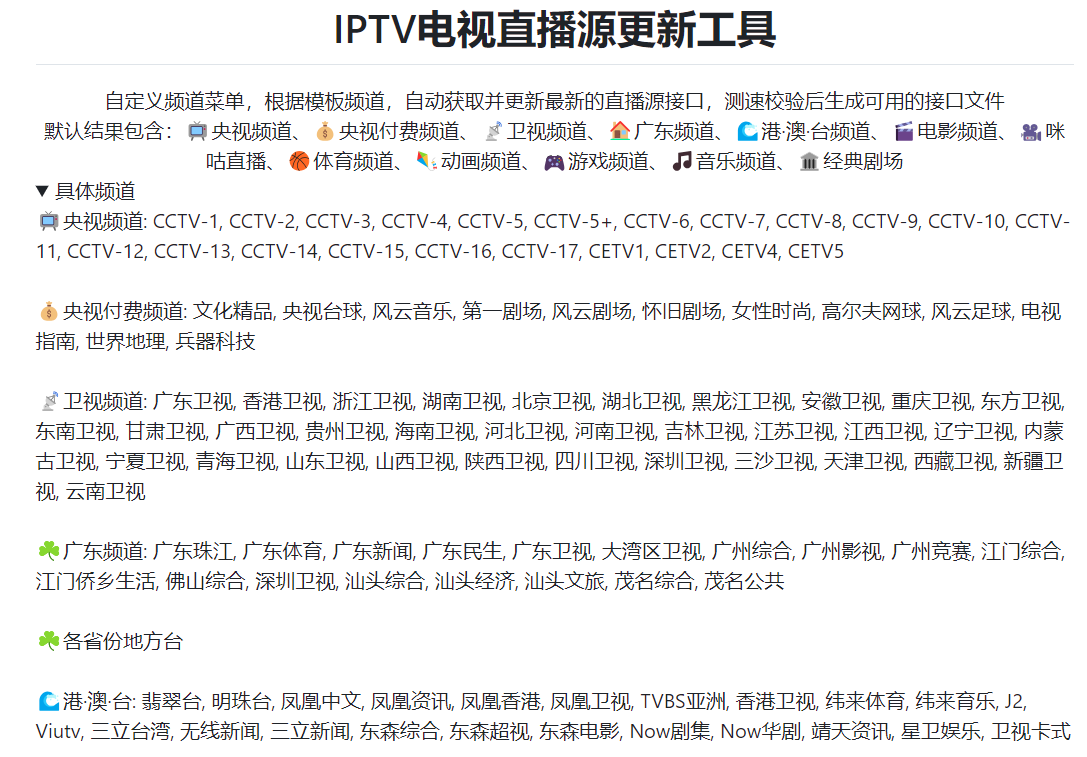 IPTV电视直播源更新工具
自定义频道菜单，根据模板频道，自动获取并更新最新的直播源接口，测速校验后生成可用的接口文件
默认结果包含：📺央视频道、💰央视付费频道、📡卫视频道、🏠广东频道、🌊港·澳·台频道、🎬电影频道、🎥咪
咕直播、🏀体育频道、🪁动画频道、🎮游戏频道、🎵音乐频道、🏛经典剧场
▼ 具体频道
📺央视频道: CCTV-1, CCTV-2, CCTV-3, CCTV-4, CCTV-5, CCTV-5+, CCTV-6, CCTV-7, CCTV-8, CCTV-9, CCTV-10, CCTV-
11, CCTV-12, CCTV-13, CCTV-14, CCTV-15, CCTV-16, CCTV-17, CETV1, CETV2, CETV4, CETV5
💰央视付费频道: 文化精品, 央视台球, 风云音乐, 第一剧场, 风云剧场, 怀旧剧场, 女性时尚, 高尔夫网球, 风云足球, 电视
指南, 世界地理, 兵器科技
📡卫视频道: 广东卫视, 香港卫视, 浙江卫视, 湖南卫视, 北京卫视, 湖北卫视, 黑龙江卫视, 安徽卫视, 重庆卫视, 东方卫视,
东南卫视, 甘肃卫视, 广西卫视, 贵州卫视, 海南卫视, 河北卫视, 河南卫视, 吉林卫视, 江苏卫视, 江西卫视, 辽宁卫视, 内蒙
古卫视, 宁夏卫视, 青海卫视, 山东卫视, 山西卫视, 陕西卫视, 四川卫视, 深圳卫视, 三沙卫视, 天津卫视, 西藏卫视, 新疆卫
视, 云南卫视
☘️广东频道: 广东珠江, 广东体育, 广东新闻, 广东民生, 广东卫视, 大湾区卫视, 广州综合, 广州影视, 广州竞赛, 江门综合,
江门侨乡生活, 佛山综合, 深圳卫视, 汕头综合, 汕头经济, 汕头文旅, 茂名综合, 茂名公共
☘️各省份地方台
🌊港·澳·台: 翡翠台, 明珠台, 凤凰中文, 凤凰资讯, 凤凰香港, 凤凰卫视, TVBS亚洲, 香港卫视, 纬来体育, 纬来育乐, J2,
Viutv, 三立台湾, 无线新闻, 三立新闻, 东森综合, 东森超视, 东森电影, Now剧集, Now华剧, 靖天资讯, 星卫娱乐, 卫视卡式